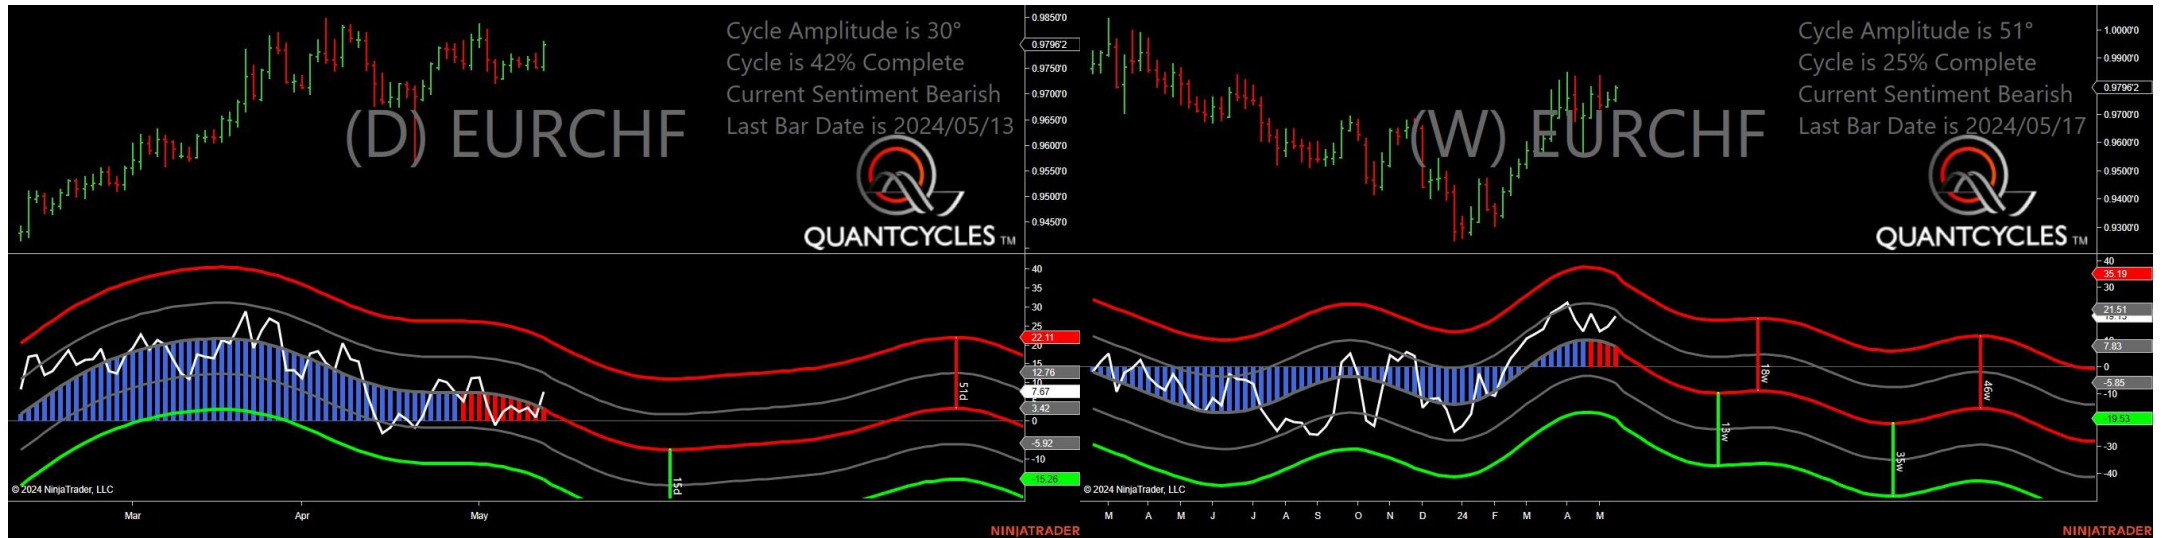 Cycle Amplitude is 30°
Cycle is 42% Complete
Current Sentiment Bearish
Last Bar Date is 2024/05/13
(D) EURCHF
QUANTCYCLES TM
0.9850'0
0.9796'2
0.9750'0
0.9700'0
0.9650'0
0.9600'0
0.9550'0
0.9500'0
0.9450'0
40
35
30
25
22.11
20
15
12.76
10
7.67
3.42
0
-5.92
-10
-15.26
51d
15d
© 2024 NinjaTrader, LLC
Mar Apr May
NINJATRADER
Cycle Amplitude is 51°
Cycle is 25% Complete
Current Sentiment Bearish
Last Bar Date is 2024/05/17
(W) EURCHF
QUANTCYCLES TM
1.0000'0
0.9900'0
0.9796'2
0.9700'0
0.9600'0
0.9500'0
0.9400'0
0.9300'0
40
35.19
30
21.51
7.83
0
-5.85
-10
-19.53
-30
-40
18w
46w
13w
35w
© 2024 NinjaTrader, LLC
M A M J J A S O N D 24 F M A M
NINJATRADER